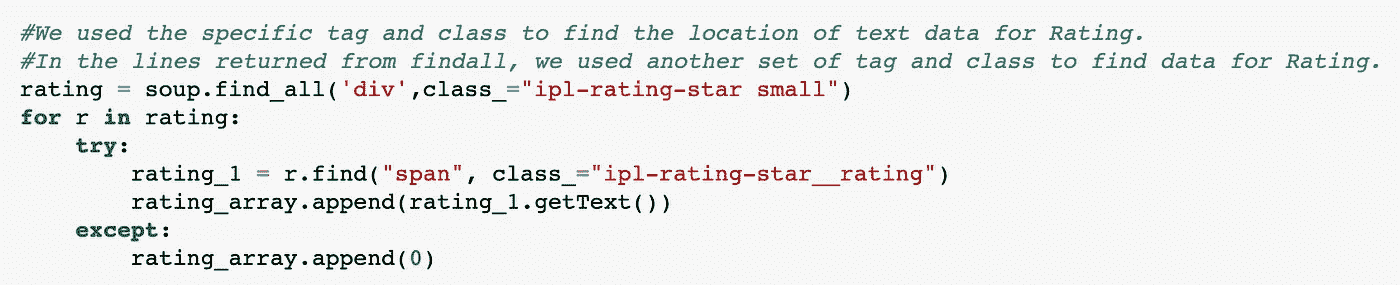 #We used the specific tag and class to find the location of text data for Rating.
#In the lines returned from findall, we used another set of tag and class to find data for Rating.
rating = soup.find_all('div',class_="ipl-rating-star small")
for r in rating:
    try:
        rating_1 = r.find("span", class_="ipl-rating-star__rating")
        rating_array.append(rating_1.getText())
    except:
        rating_array.append(0)